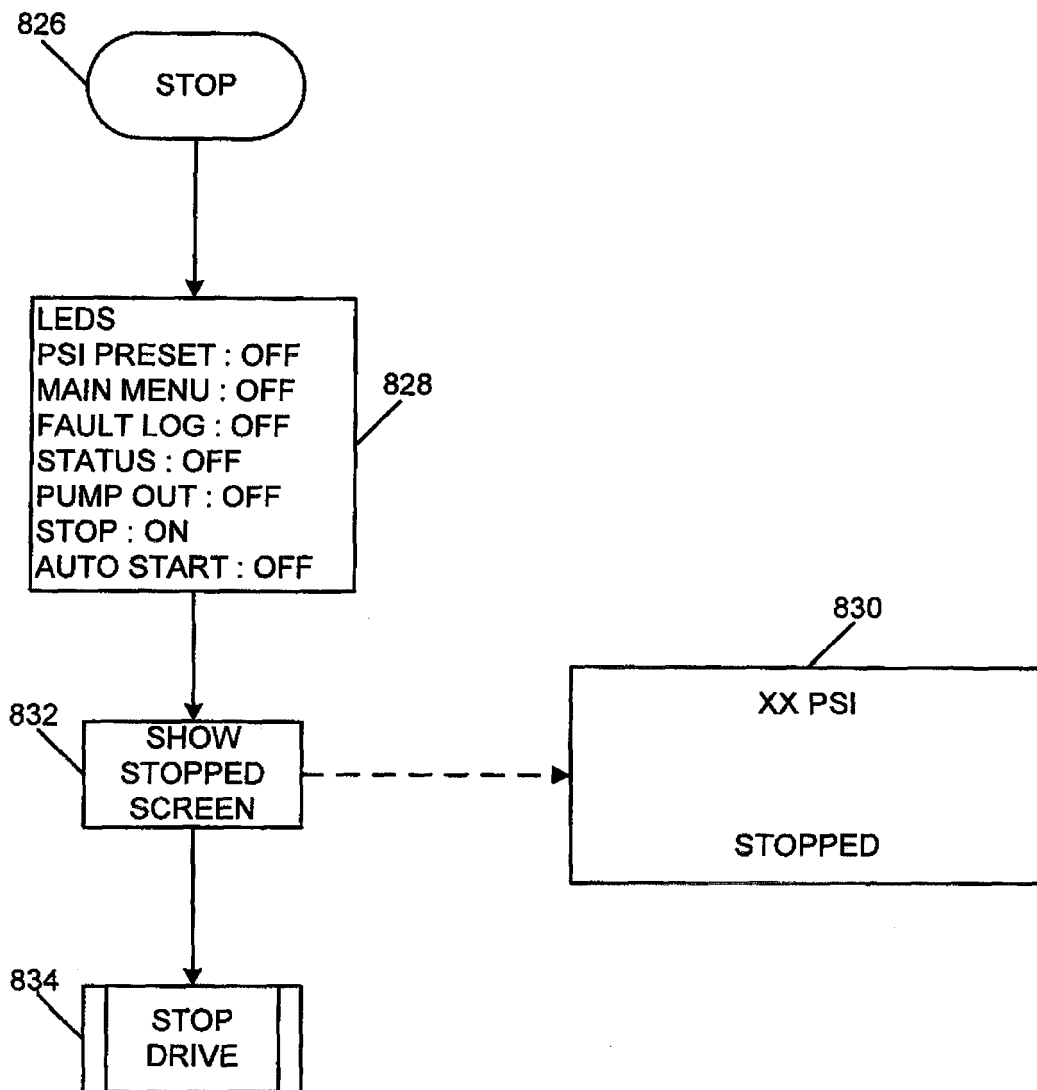 826
STOP
LEDS
PSI PRESET : OFF
MAIN MENU : OFF
FAULT LOG : OFF
STATUS : OFF
PUMP OUT : OFF
STOP : ON
AUTO START : OFF
828
830
XX PSI
STOPPED
832
SHOW
STOPPED
SCREEN
834
STOP
DRIVE